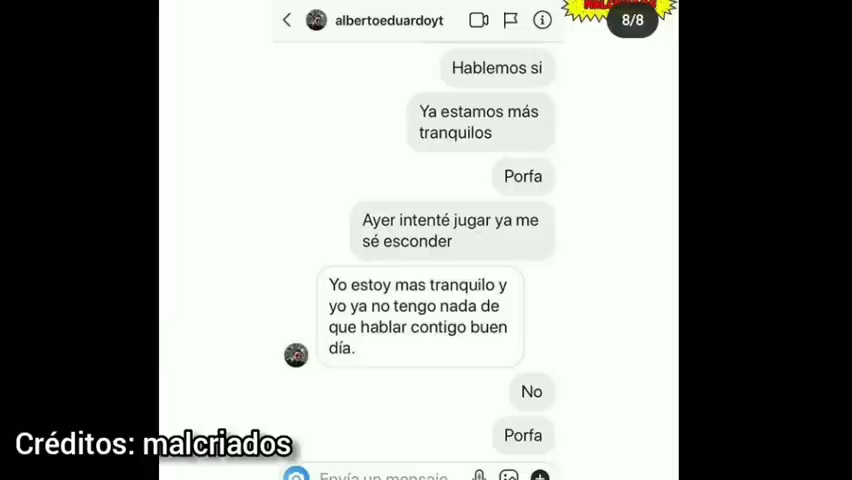 albertoeduardoyt
8/8
Hablemos si
Ya estamos más
tranquilos
Porfa
Ayer intenté jugar ya me
sé esconder
Yo estoy mas tranquilo y
yo ya no tengo nada de
que hablar contigo buen
día.
No
Porfa
Créditos: malcriados
Envía un mensaje